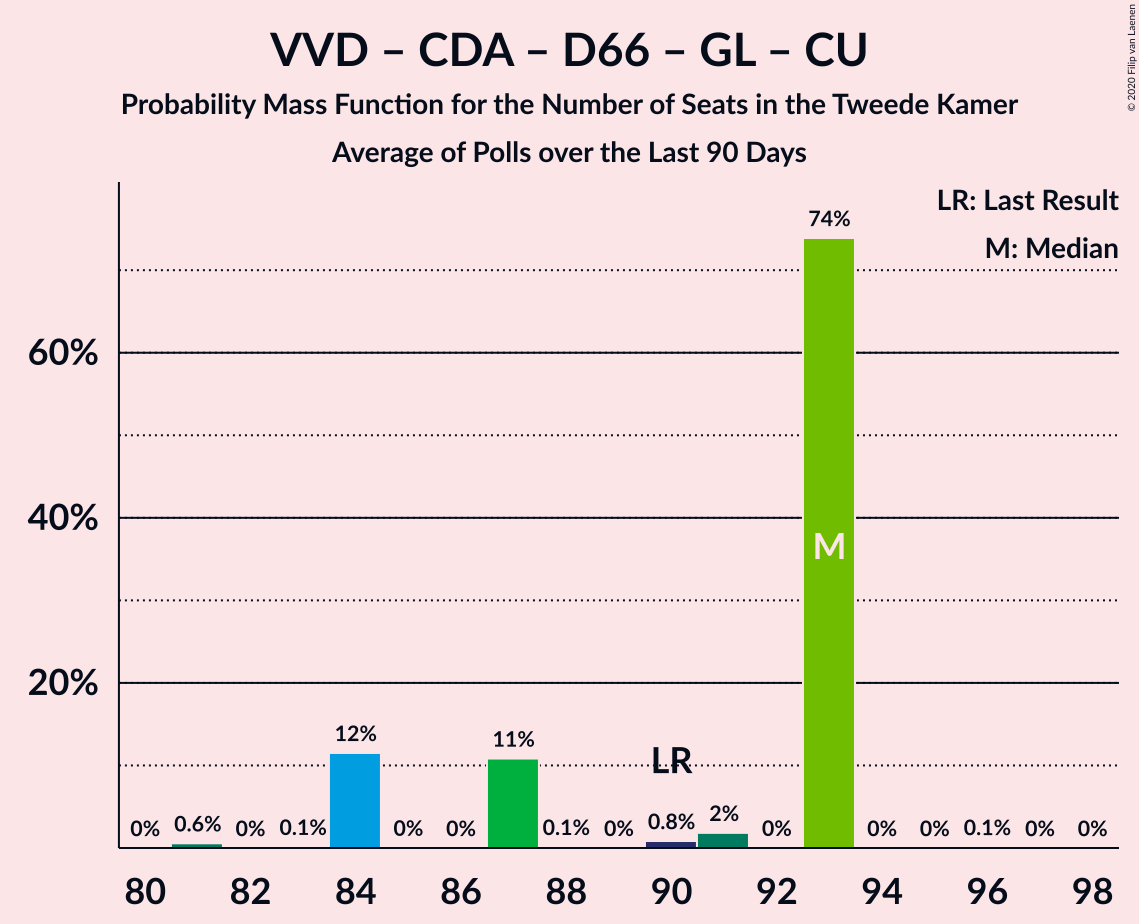 VVD – CDA – D66 – GL – CU
Probability Mass Function for the Number of Seats in the Tweede Kamer
Average of Polls over the Last 90 Days
© 2020 Filip van Laenen
LR: Last Result
M: Median
60%
40%
20%
0%
0.6%
0%
0.1%
12%
0%
0%
11%
0.1%
0%
0.8%
2%
0%
74%
0%
0%
0.1%
0%
0%
LR
M
80 82 84 86 88 90 92 94 96 98